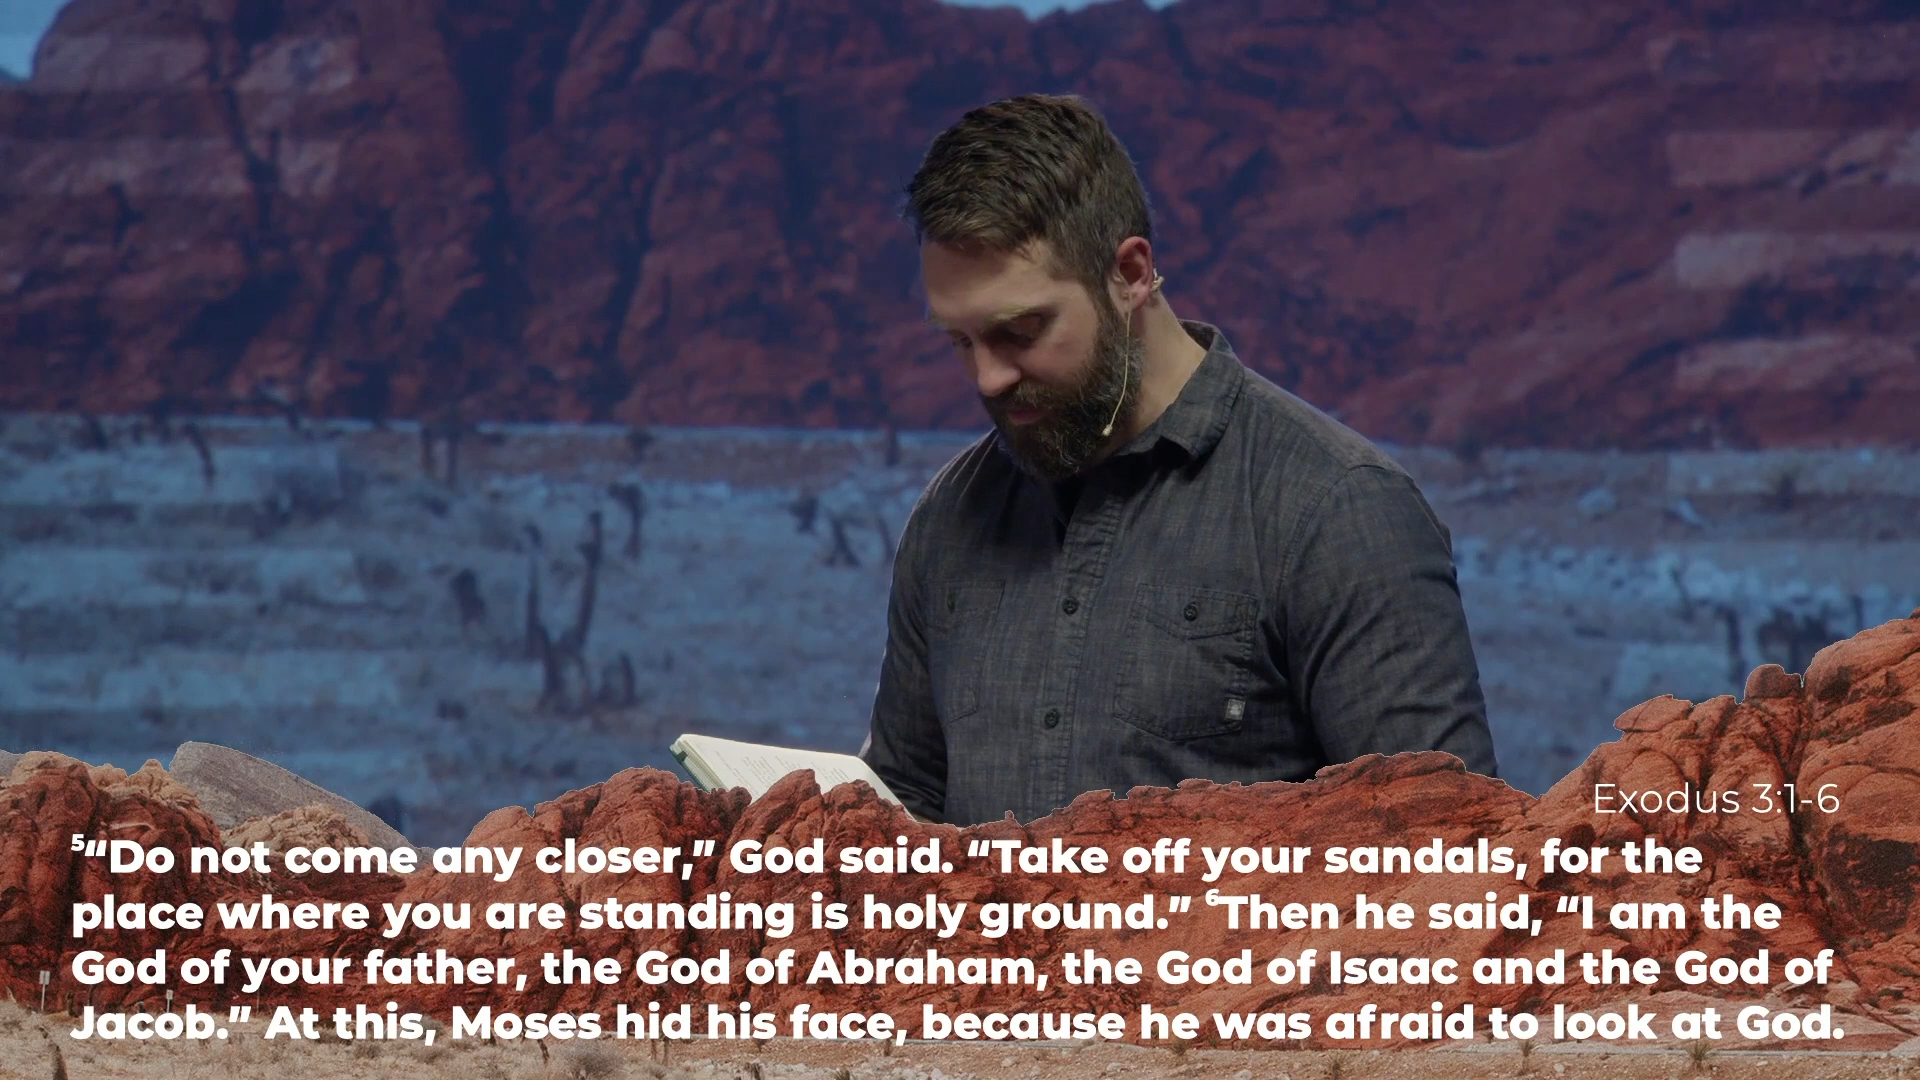 Exodus 3:1-6
⁵“Do not come any closer,” God said. “Take off your sandals, for the
place where you are standing is holy ground.” ⁶Then he said, “I am the
God of your father, the God of Abraham, the God of Isaac and the God of
Jacob.” At this, Moses hid his face, because he was afraid to look at God.